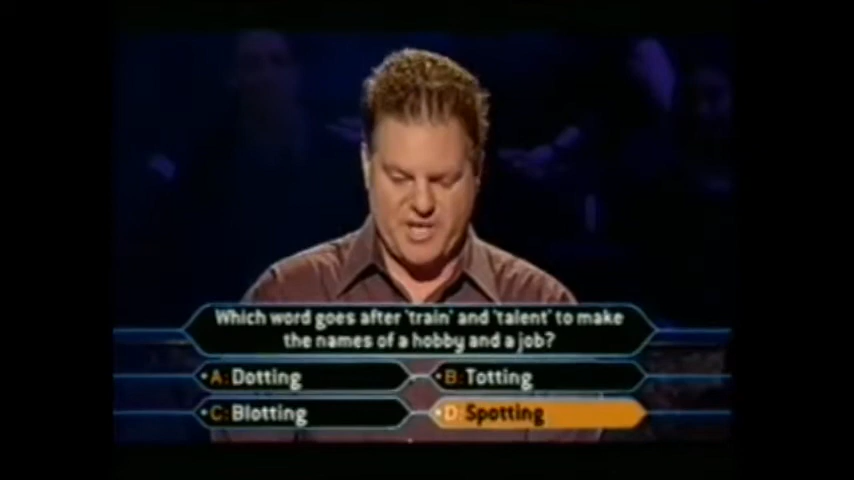 Which word goes after 'train' and 'talent' to make
the names of a hobby and a job?
A: Dotting
B: Totting
C: Blotting
D: Spotting